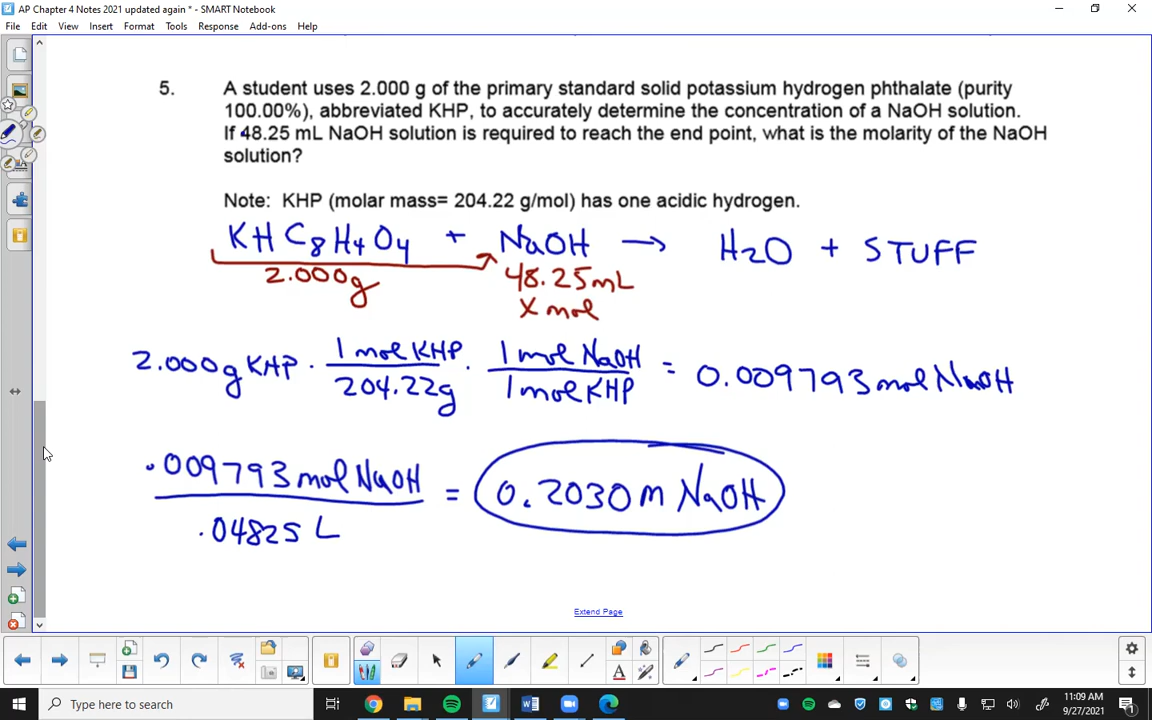 AP Chapter 4 Notes 2021 updated again * - SMART Notebook
File Edit View Insert Format Tools Response Add-ons Help
5. A student uses 2.000 g of the primary standard solid potassium hydrogen phthalate (purity
100.00%), abbreviated KHP, to accurately determine the concentration of a NaOH solution.
If 48.25 mL NaOH solution is required to reach the end point, what is the molarity of the NaOH
solution?
Note: KHP (molar mass= 204.22 g/mol) has one acidic hydrogen.
KHC8H4O4 + NaOH → H2O + STUFF
2.000g 48.25mL
X mol
2.000g KHP · 1 mol KHP / 204.22g · 1 mol NaOH / 1 mol KHP = 0.009793 mol NaOH
.009793 mol NaOH / .04825 L = 0.2030 M NaOH
Extend Page
Type here to search
11:09 AM
9/27/2021